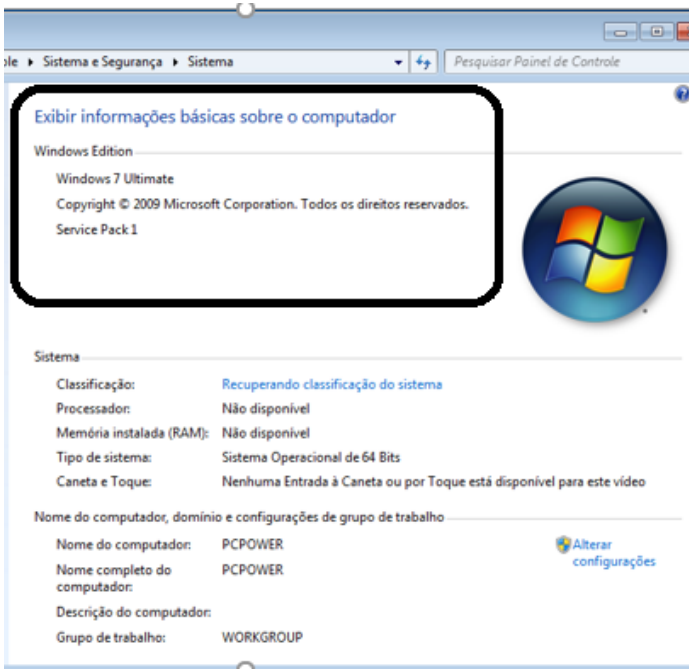 ole ▸ Sistema e Segurança ▸ Sistema
Pesquisar Painel de Controle
Exibir informações básicas sobre o computador
Windows Edition
Windows 7 Ultimate
Copyright © 2009 Microsoft Corporation. Todos os direitos reservados.
Service Pack 1
Sistema
Classificação: Recuperando classificação do sistema
Processador: Não disponível
Memória instalada (RAM): Não disponível
Tipo de sistema: Sistema Operacional de 64 Bits
Caneta e Toque: Nenhuma Entrada à Caneta ou por Toque está disponível para este vídeo
Nome do computador, domínio e configurações de grupo de trabalho
Nome do computador: PCPOWER
Alterar
configurações
Nome completo do
computador: PCPOWER
Descrição do computador:
Grupo de trabalho: WORKGROUP